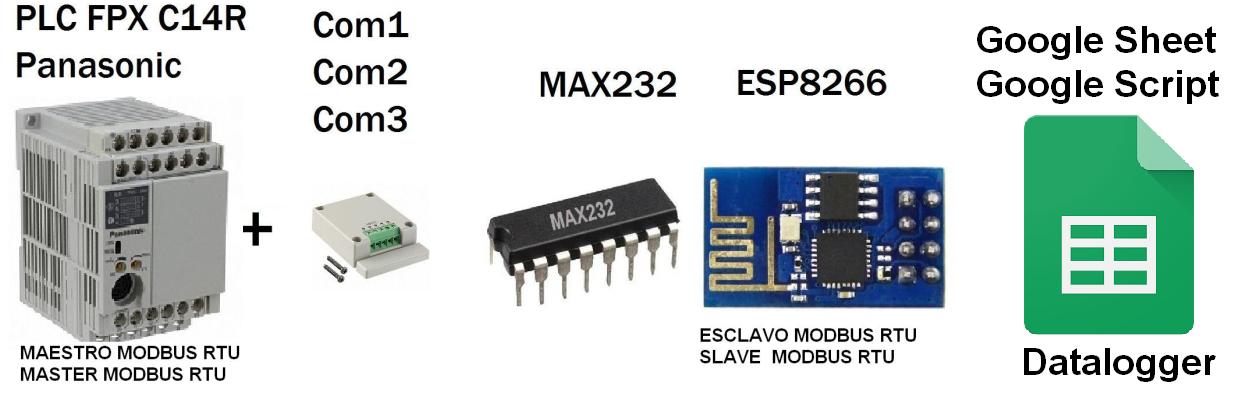 PLC FPX C14R
Panasonic
Com1
Com2
Com3
MAX232
ESP8266
Google Sheet
Google Script
+
MAX232
Panasonic
MAESTRO MODBUS RTU
MASTER MODBUS RTU
ESCLAVO MODBUS RTU
SLAVE MODBUS RTU
Datalogger